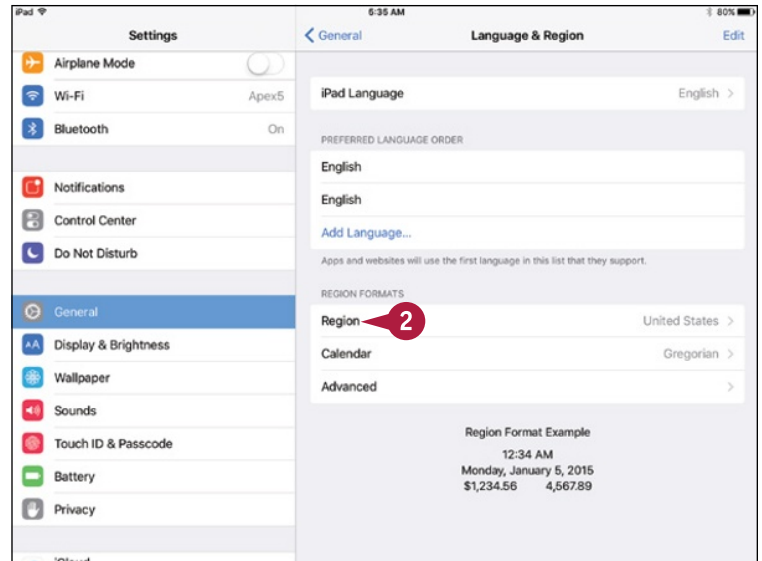 iPad 6:35 AM 80%
Settings
Airplane Mode
Wi-Fi Apex5
Bluetooth On
Notifications
Control Center
Do Not Disturb
General
Display & Brightness
Wallpaper
Sounds
Touch ID & Passcode
Battery
Privacy
iCloud
General Language & Region Edit
iPad Language English
PREFERRED LANGUAGE ORDER
English
English
Add Language...
Apps and websites will use the first language in this list that they support.
REGION FORMATS
Region 2 United States
Calendar Gregorian
Advanced
Region Format Example
12:34 AM
Monday, January 5, 2015
$1,234.56 4,567.89